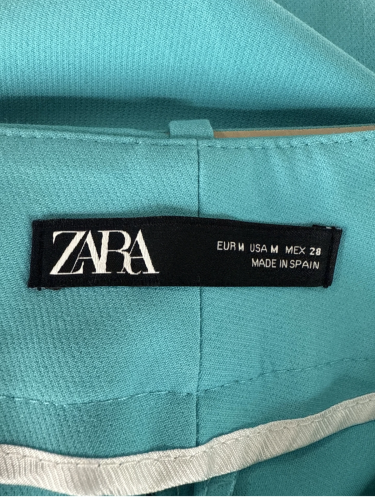 ZARA
EUR M USA M MEX 28
MADE IN SPAIN